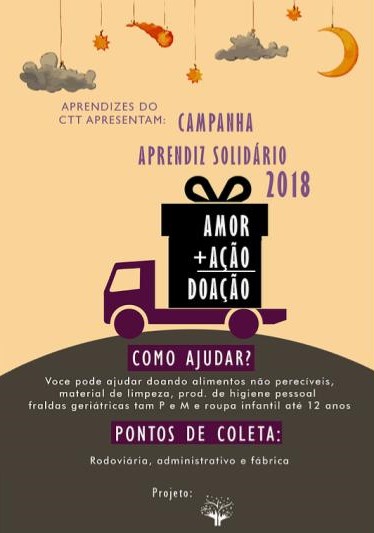 APRENDIZES DO
CTT APRESENTAM: CAMPANHA
APRENDIZ SOLIDÁRIO
2018
AMOR
+AÇÃO
DOAÇÃO
COMO AJUDAR?
Voce pode ajudar doando alimentos não perecíveis,
material de limpeza, prod. de higiene pessoal
fraldas geriátricas tam P e M e roupa infantil até 12 anos
PONTOS DE COLETA:
Rodoviária, administrativo e fábrica
Projeto: